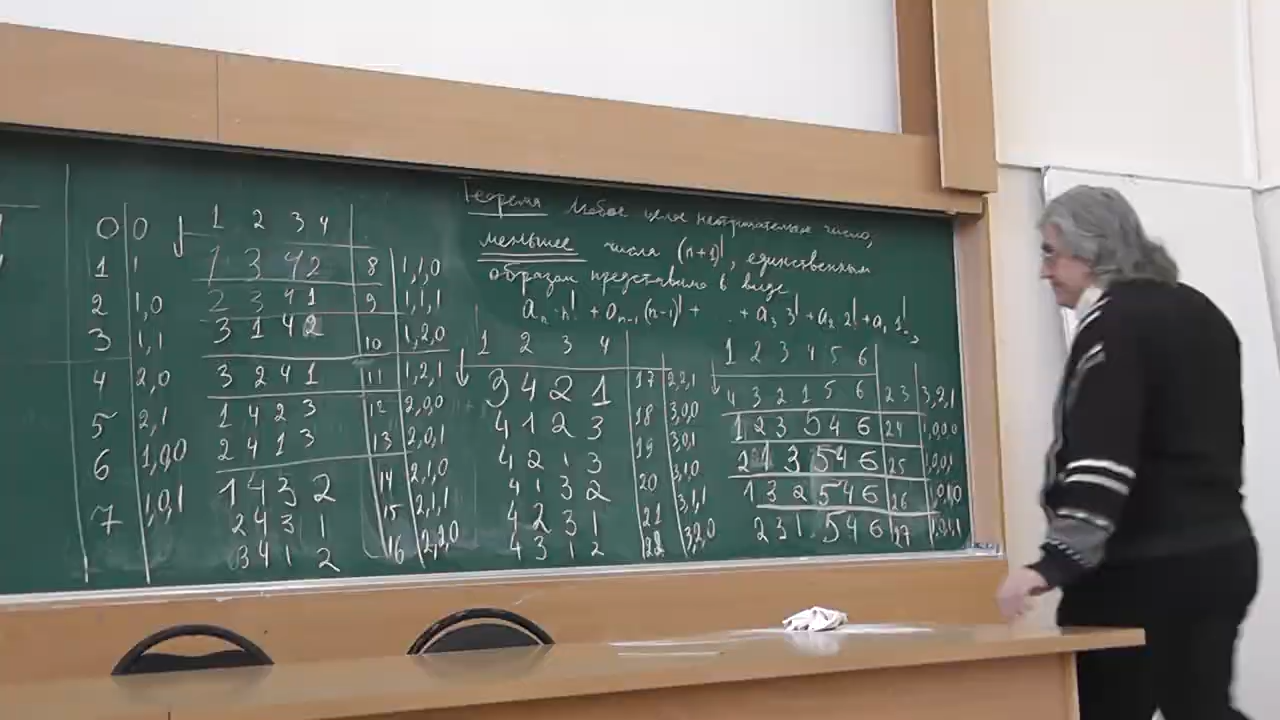 Теорема Любое целое неотрицательное число,
меньшее числа (n+1)!, единственным
образом представимо в виде
a_n · n! + a_{n-1} (n-1)! + . . + a_3 3! + a_2 2! + a_1 1!
0 0
1 1
2 1,0
3 1,1
4 2,0
5 2,1
6 1,0,0
7 1,0,1
1 2 3 4
1 3 4 2 8 1,1,0
2 3 4 1 9 1,1,1
3 1 4 2 10 1,2,0
3 2 4 1 11 1,2,1
1 4 2 3 12 2,0,0
2 4 1 3 13 2,0,1
1 4 3 2 14 2,1,0
2 4 3 1 15 2,1,1
3 4 1 2 16 2,2,0
1 2 3 4
3 4 2 1 17 2,2,1
4 1 2 3 18 3,0,0
4 2 1 3 19 3,0,1
4 1 3 2 20 3,1,0
4 2 3 1 21 3,1,1
4 3 1 2 22 3,2,0
1 2 3 4 5 6
4 3 2 1 5 6 23 3,2,1
1 2 3 5 4 6 24 1,0,0,0
2 1 3 5 4 6 25 1,0,0,1
1 3 2 5 4 6 26 1,0,1,0
2 3 1 5 4 6 27 1,0,1,1